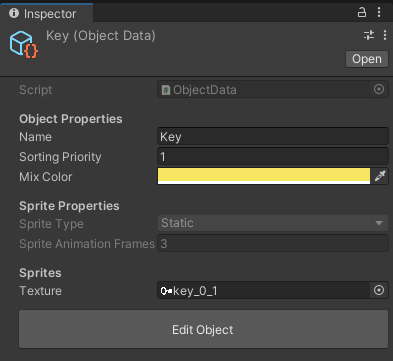 Inspector
Key (Object Data)
Open
Script ObjectData
Object Properties
Name Key
Sorting Priority 1
Mix Color
Sprite Properties
Sprite Type Static
Sprite Animation Frames 3
Sprites
Texture key_0_1
Edit Object